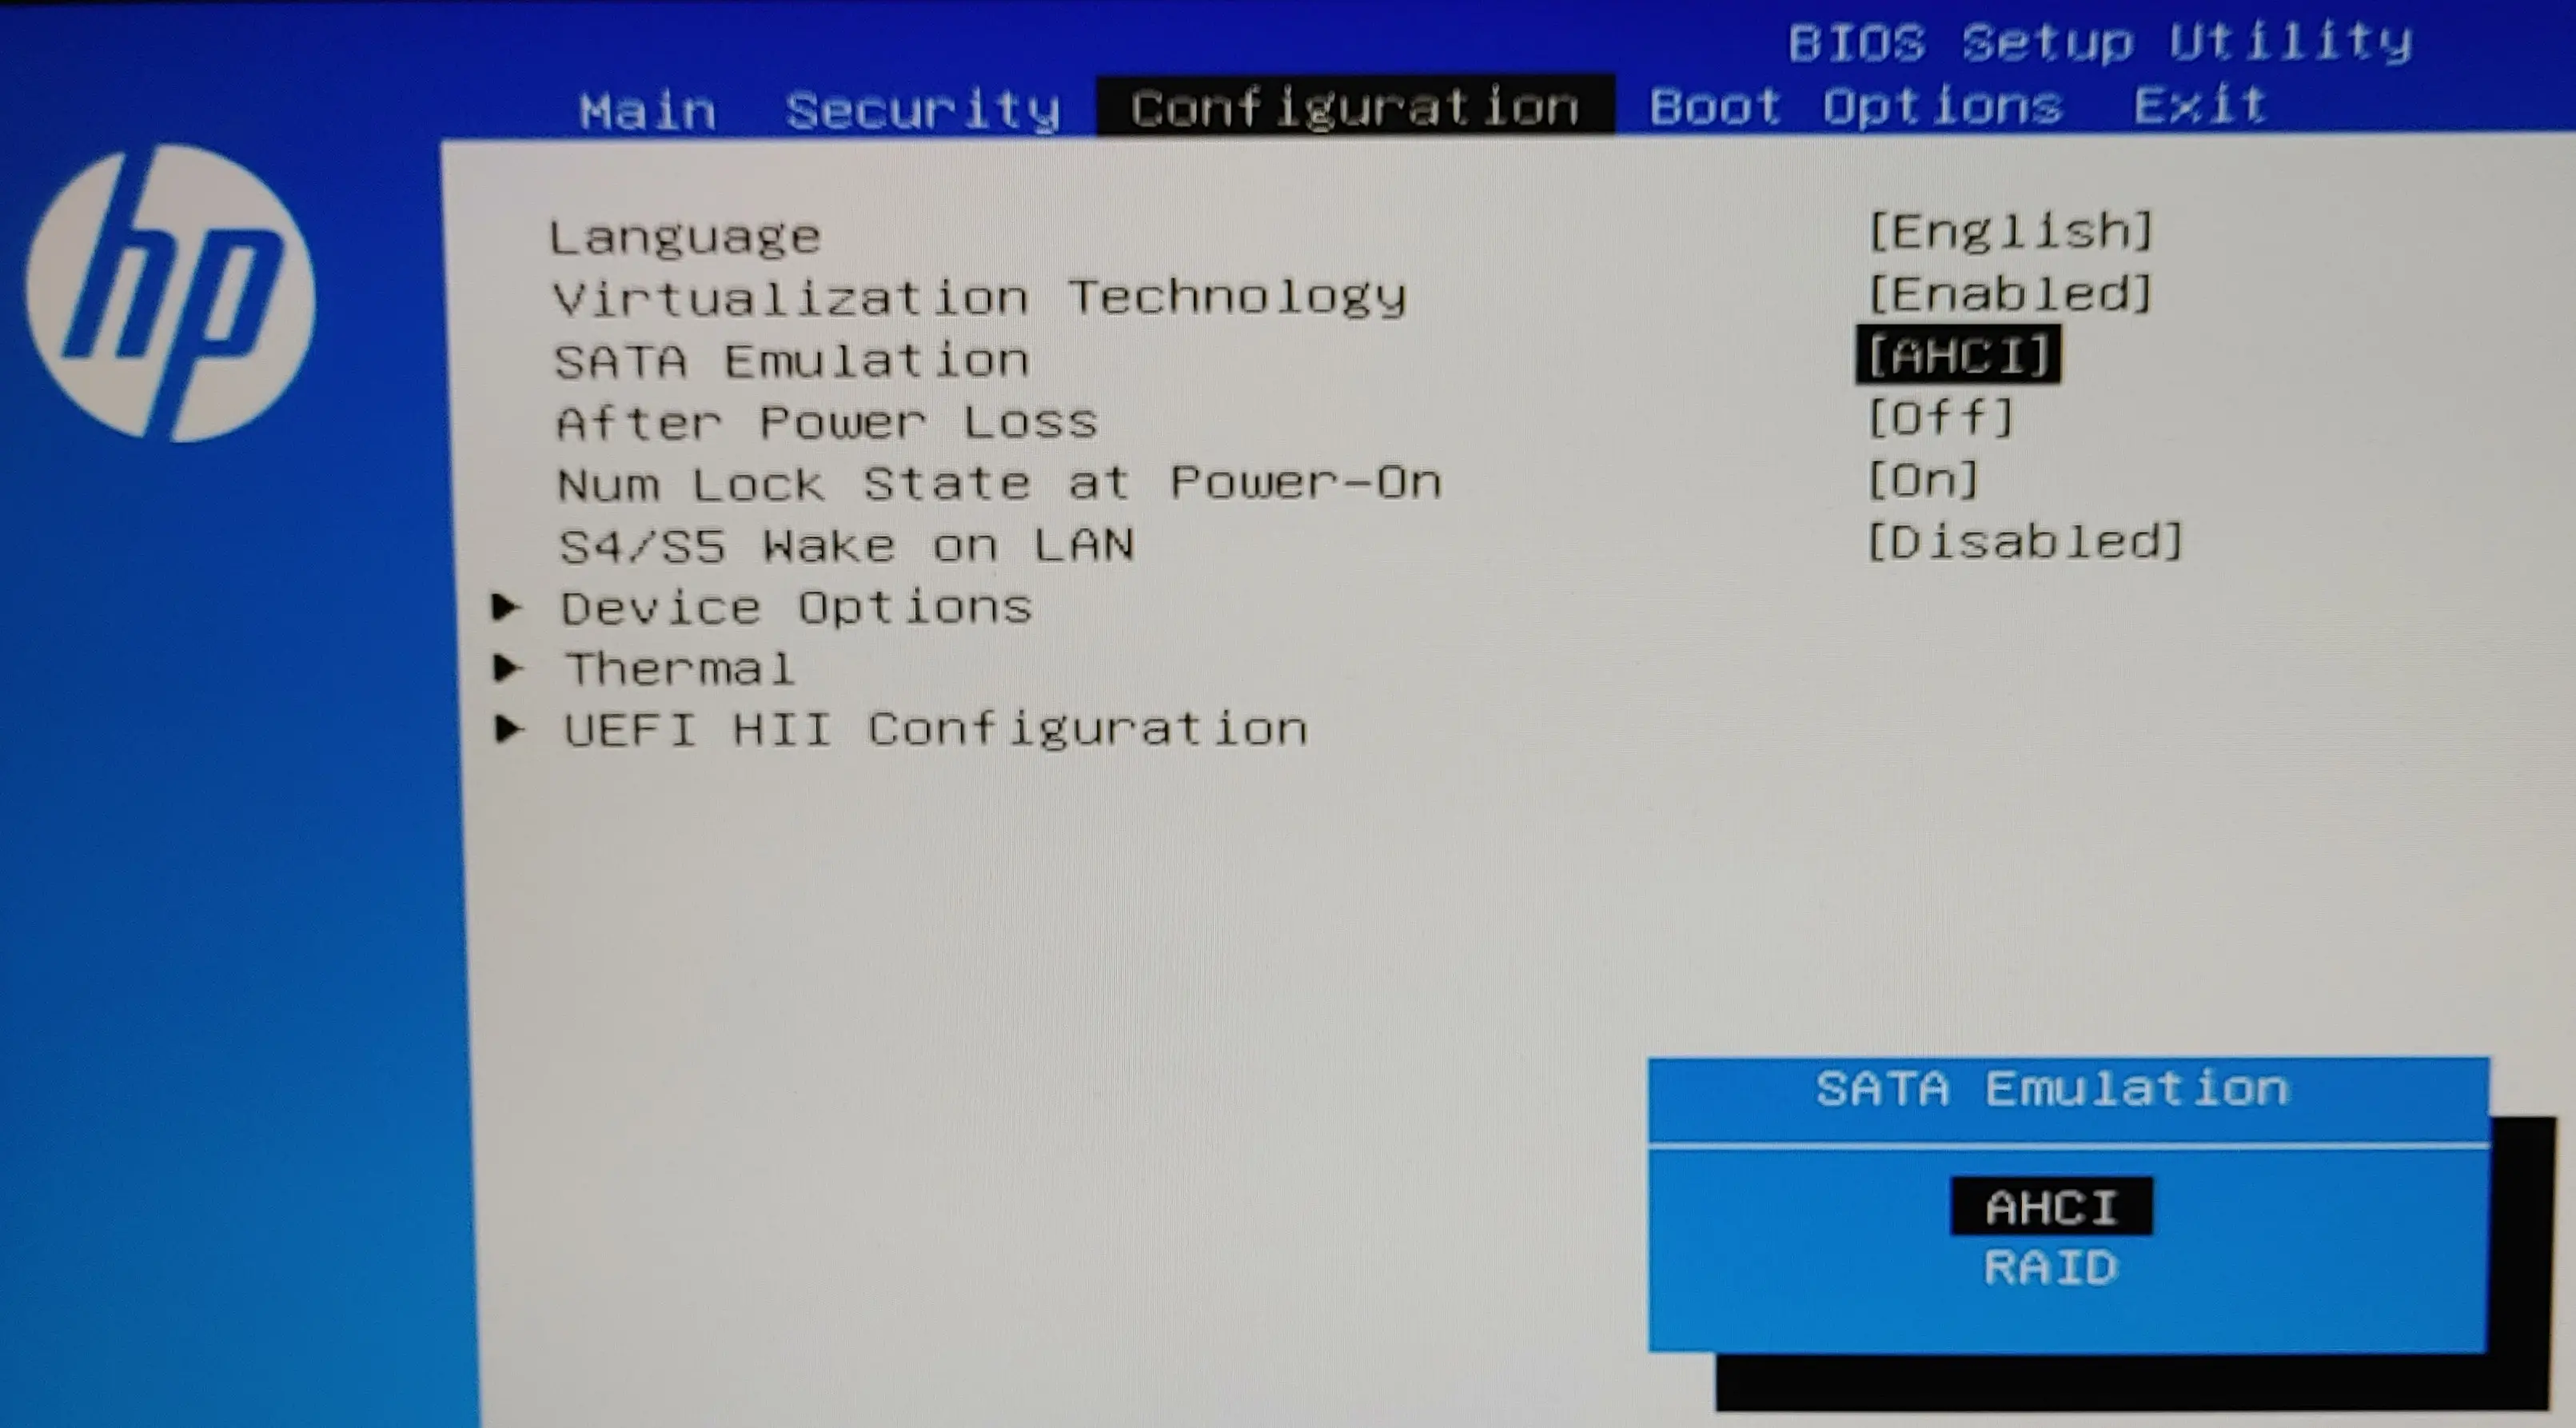 BIOS Setup Utility
Main Security Configuration Boot Options Exit
hp
Language [English]
Virtualization Technology [Enabled]
SATA Emulation [AHCI]
After Power Loss [Off]
Num Lock State at Power-On [On]
S4/S5 Wake on LAN [Disabled]
Device Options
Thermal
UEFI HII Configuration
SATA Emulation
AHCI
RAID